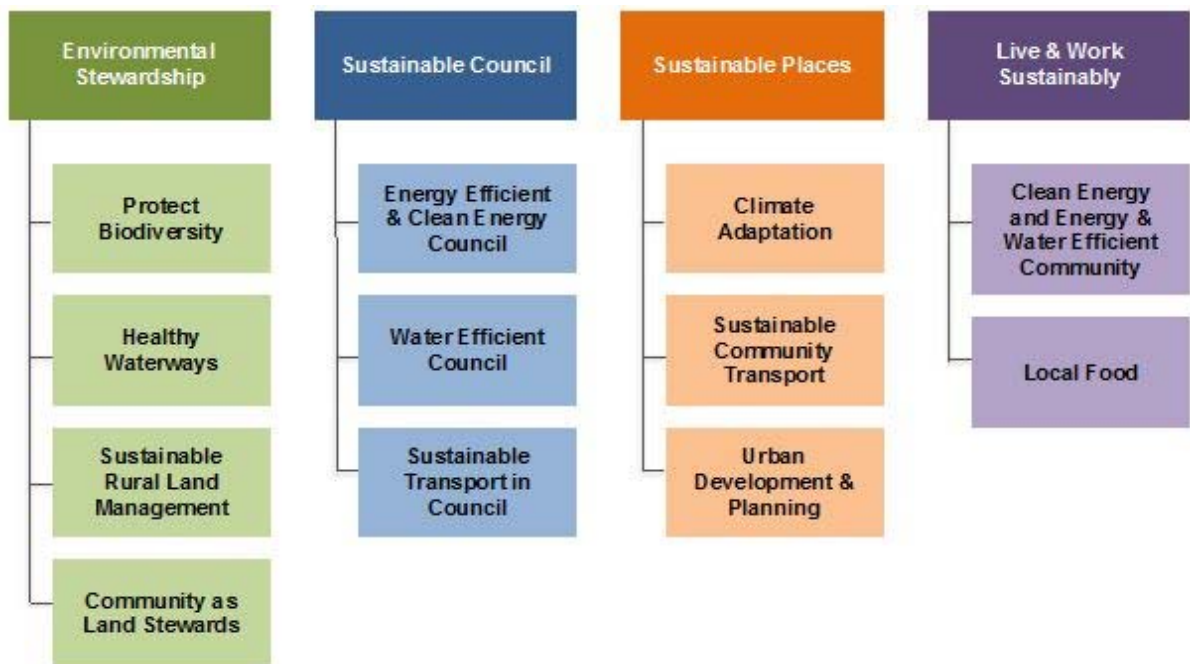 Environmental
Stewardship
Protect
Biodiversity
Healthy
Waterways
Sustainable
Rural Land
Management
Community as
Land Stewards
Sustainable Council
Energy Efficient
& Clean Energy
Council
Water Efficient
Council
Sustainable
Transport in
Council
Sustainable Places
Climate
Adaptation
Sustainable
Community
Transport
Urban
Development &
Planning
Live & Work
Sustainably
Clean Energy
and Energy &
Water Efficient
Community
Local Food